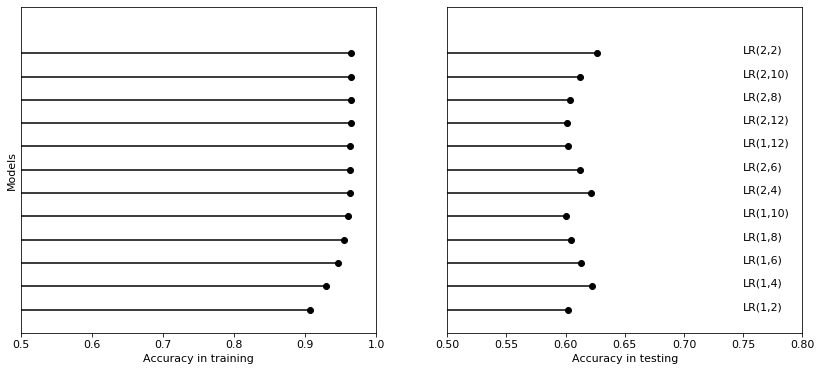 Models
0.5 0.6 0.7 0.8 0.9 1.0
Accuracy in training
LR(2,2)
LR(2,10)
LR(2,8)
LR(2,12)
LR(1,12)
LR(2,6)
LR(2,4)
LR(1,10)
LR(1,8)
LR(1,6)
LR(1,4)
LR(1,2)
0.50 0.55 0.60 0.65 0.70 0.75 0.80
Accuracy in testing